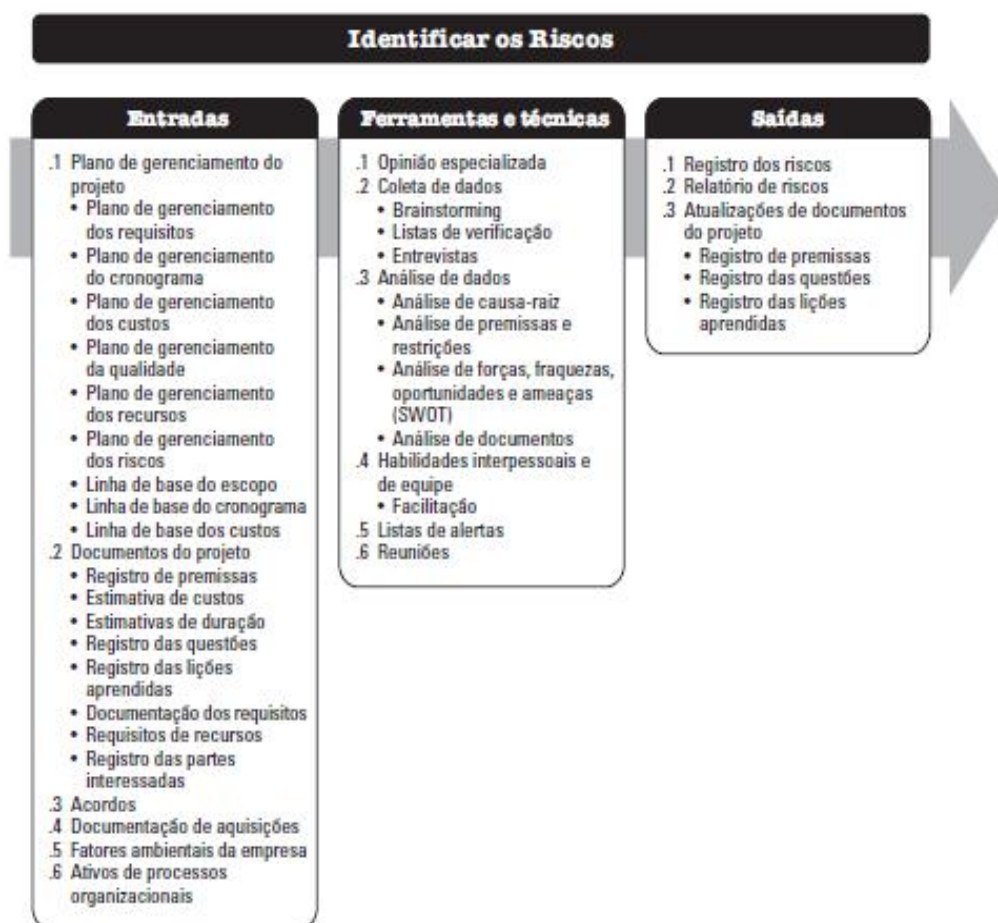 Identificar os Riscos
Entradas
.1 Plano de gerenciamento do
projeto
• Plano de gerenciamento
dos requisitos
• Plano de gerenciamento
do cronograma
• Plano de gerenciamento
dos custos
• Plano de gerenciamento
da qualidade
• Plano de gerenciamento
dos recursos
• Plano de gerenciamento
dos riscos
• Linha de base do escopo
• Linha de base do cronograma
• Linha de base dos custos
.2 Documentos do projeto
• Registro de premissas
• Estimativa de custos
• Estimativas de duração
• Registro das questões
• Registro das lições
aprendidas
• Documentação dos requisitos
• Requisitos de recursos
• Registro das partes
interessadas
.3 Acordos
.4 Documentação de aquisições
.5 Fatores ambientais da empresa
.6 Ativos de processos
organizacionais
Ferramentas e técnicas
.1 Opinião especializada
.2 Coleta de dados
• Brainstorming
• Listas de verificação
• Entrevistas
.3 Análise de dados
• Análise de causa-raiz
• Análise de premissas e
restrições
• Análise de forças, fraquezas,
oportunidades e ameaças
(SWOT)
• Análise de documentos
.4 Habilidades interpessoais e
de equipe
• Facilitação
.5 Listas de alertas
.6 Reuniões
Saídas
.1 Registro dos riscos
.2 Relatório de riscos
.3 Atualizações de documentos
do projeto
• Registro de premissas
• Registro das questões
• Registro das lições
aprendidas